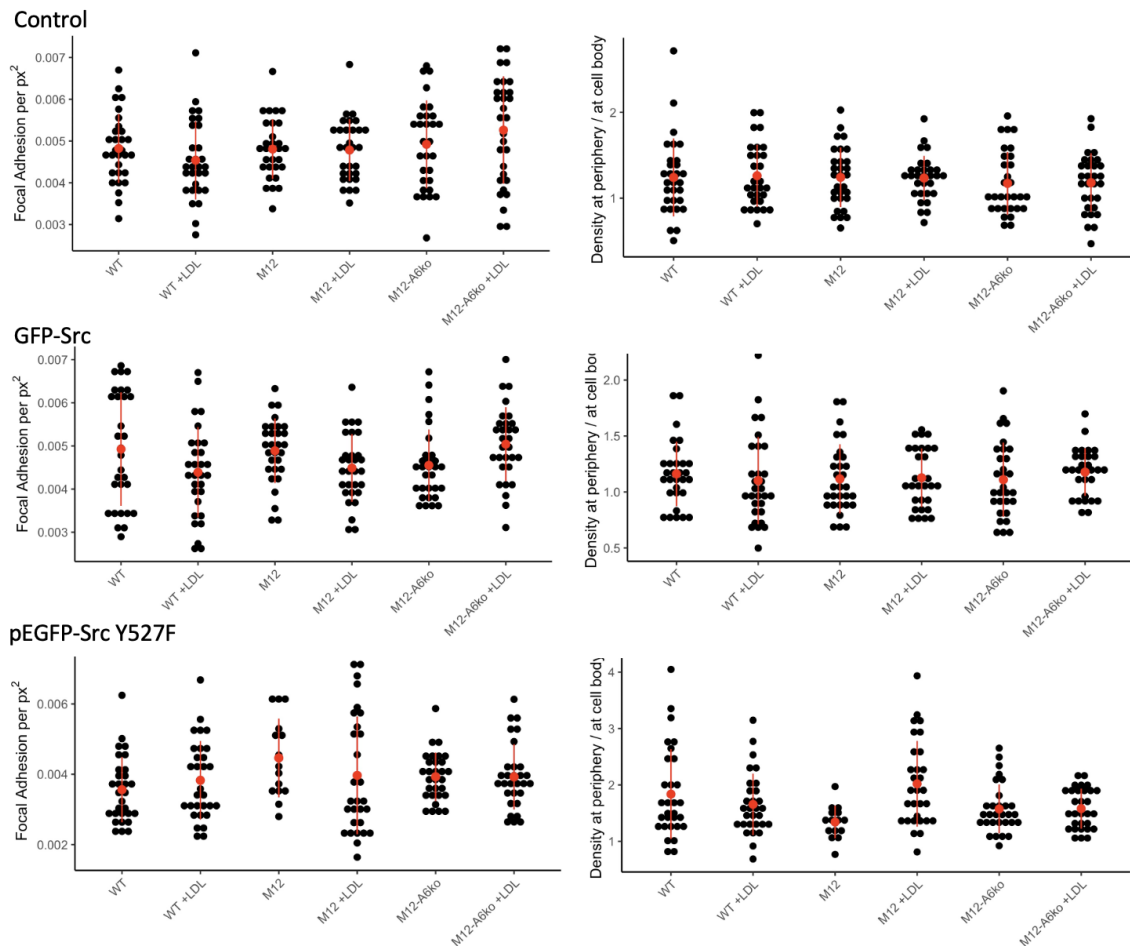 Control
Focal Adhesion per px²
0.007
0.006
0.005
0.004
0.003
WT
WT +LDL
M12
M12 +LDL
M12-A6ko
M12-A6ko +LDL
Density at periphery / at cell body
2
1
WT
WT +LDL
M12
M12 +LDL
M12-A6ko
M12-A6ko +LDL
GFP-Src
Focal Adhesion per px²
0.007
0.006
0.005
0.004
0.003
WT
WT +LDL
M12
M12 +LDL
M12-A6ko
M12-A6ko +LDL
Density at periphery / at cell body
2.0
1.5
1.0
0.5
WT
WT +LDL
M12
M12 +LDL
M12-A6ko
M12-A6ko +LDL
pEGFP-Src Y527F
Focal Adhesion per px²
0.006
0.004
0.002
WT
WT +LDL
M12
M12 +LDL
M12-A6ko
M12-A6ko +LDL
Density at periphery / at cell body
4
3
2
1
WT
WT +LDL
M12
M12 +LDL
M12-A6ko
M12-A6ko +LDL